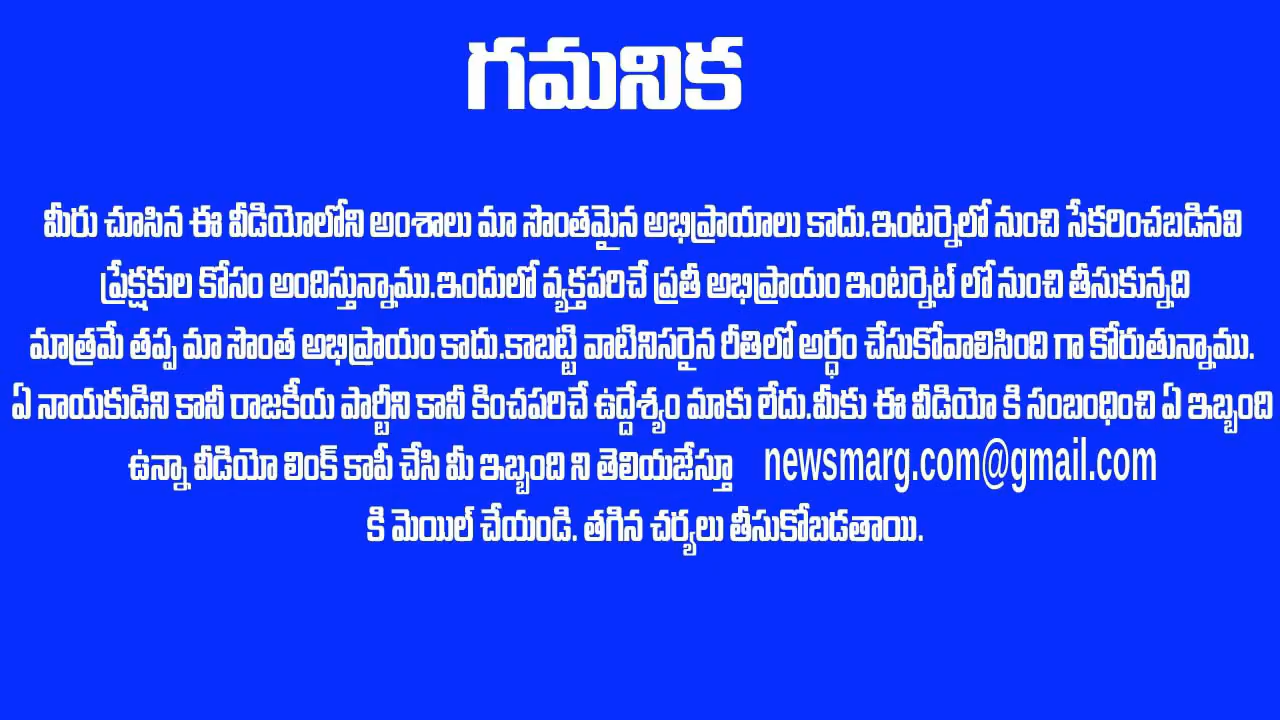 గమనిక
మీరు చూసిన ఈ వీడియోలోని అంశాలు మా సొంతమైన అభిప్రాయాలు కాదు.ఇంటర్నెలో నుంచి సేకరించబడినవి
ప్రేక్షకుల కోసం అందిస్తున్నాము.ఇందులో వ్యక్తపరిచే ప్రతీ అభిప్రాయం ఇంటర్నెట్ లో నుంచి తీసుకున్నది
మాత్రమే తప్ప మా సొంత అభిప్రాయం కాదు.కాబట్టి వాటినిసరైన రీతిలో అర్ధం చేసుకోవాలిసింది గా కోరుతున్నాము.
ఏ నాయకుడిని కానీ రాజకీయ పార్టీని కానీ కించపరిచే ఉద్దేశ్యం మాకు లేదు.మీకు ఈ వీడియో కి సంబంధించి ఏ ఇబ్బంది
ఉన్నా వీడియో లింక్ కాపీ చేసి మీ ఇబ్బంది ని తెలియజేస్తూ newsmarg.com@gmail.com
కి మెయిల్ చేయండి. తగిన చర్యలు తీసుకోబడతాయి.